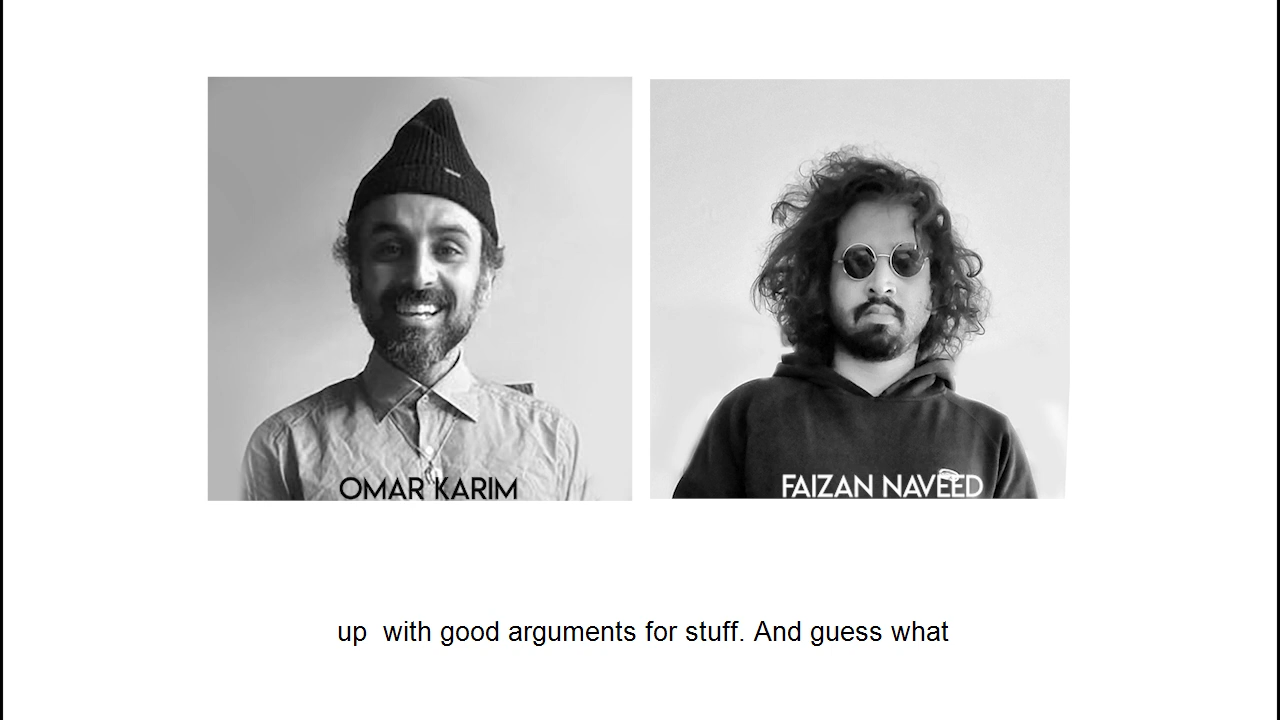 OMAR KARIM
FAIZAN NAVEED
up  with good arguments for stuff. And guess what